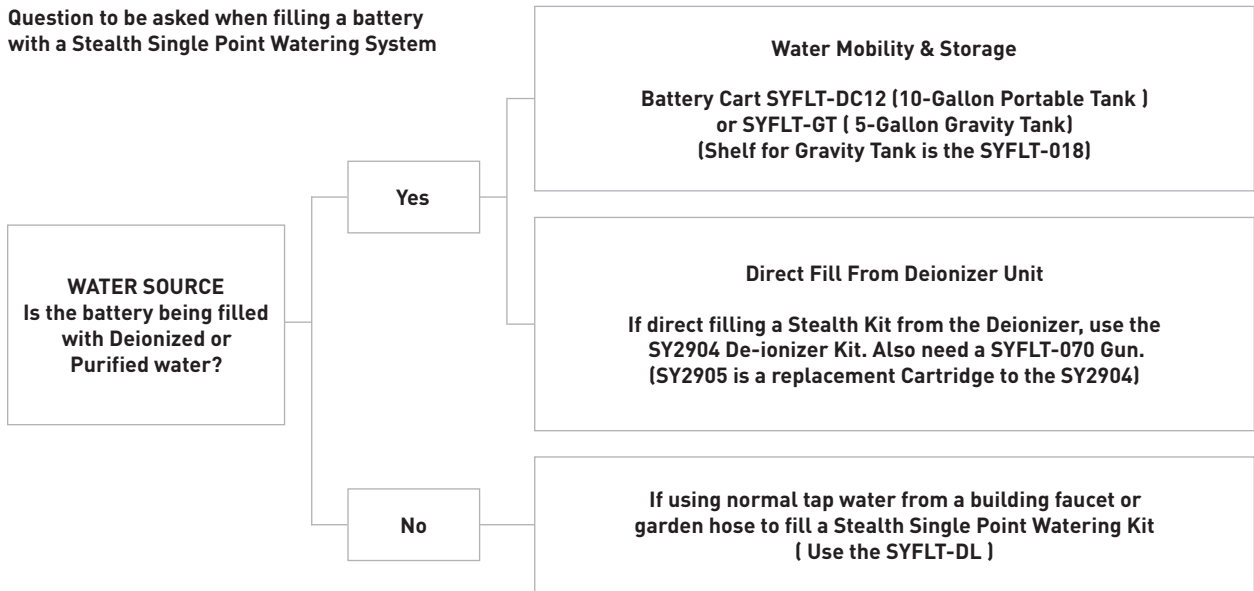 Question to be asked when filling a battery
with a Stealth Single Point Watering System
WATER SOURCE
Is the battery being filled
with Deionized or
Purified water?
Yes
Water Mobility & Storage
Battery Cart SYFLT-DC12 (10-Gallon Portable Tank )
or SYFLT-GT ( 5-Gallon Gravity Tank)
(Shelf for Gravity Tank is the SYFLT-018)
Direct Fill From Deionizer Unit
If direct filling a Stealth Kit from the Deionizer, use the
SY2904 De-ionizer Kit. Also need a SYFLT-070 Gun.
(SY2905 is a replacement Cartridge to the SY2904)
No
If using normal tap water from a building faucet or
garden hose to fill a Stealth Single Point Watering Kit
( Use the SYFLT-DL )